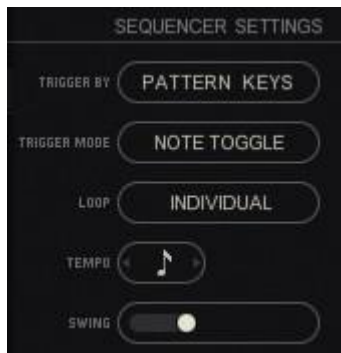 SEQUENCER SETTINGS
TRIGGER BY PATTERN KEYS
TRIGGER MODE NOTE TOGGLE
LOOP INDIVIDUAL
TEMPO
SWING